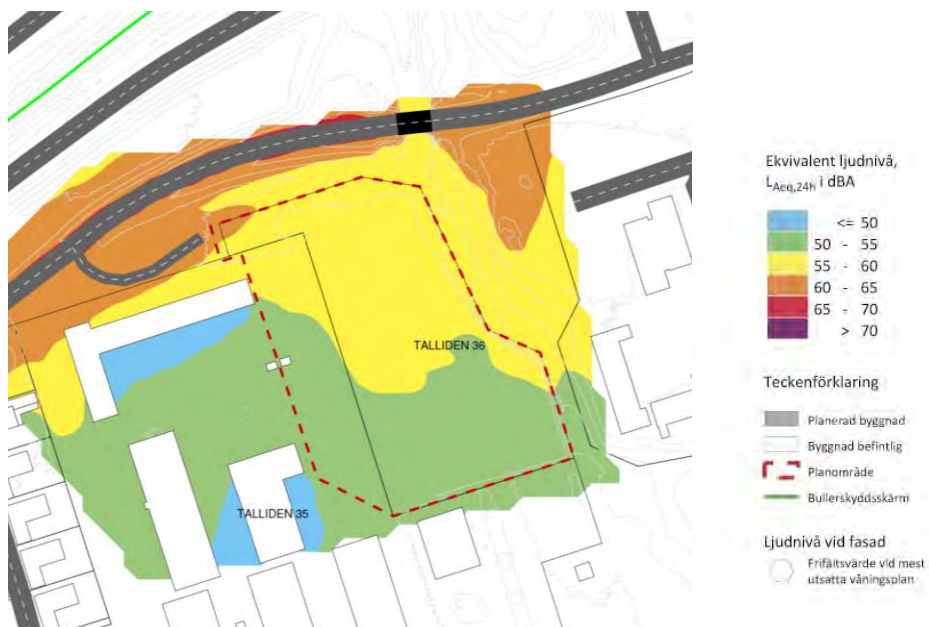 TALLIDEN 36
TALLIDEN 35
Ekvivalent ljudnivå,
LAeq,24h i dBA
<= 50
50 - 55
55 - 60
60 - 65
65 - 70
> 70
Teckenförklaring
Planerad byggnad
Byggnad befintlig
Planområde
Bullerskyddsskärm
Ljudnivå vid fasad
Frifältsvärde vid mest
utsatta våningsplan